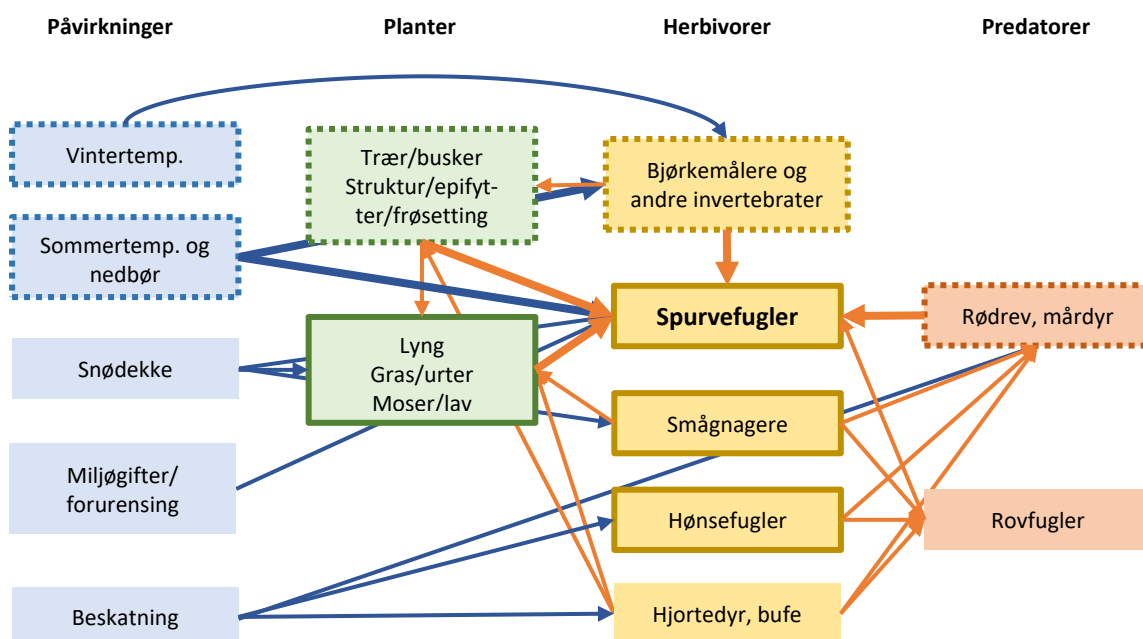 Påvirkninger
Planter
Herbivorer
Predatorer
Vintertemp.
Sommertemp. og
nedbør
Snødekke
Miljøgifter/
forurensing
Beskatning
Trær/busker
Struktur/epifyt-
ter/frøsetting
Lyng
Gras/urter
Moser/lav
Bjørkemålere og
andre invertebrater
Spurvefugler
Smågnagere
Hønsefugler
Hjortedyr, bufe
Rødrev, mårdyr
Rovfugler